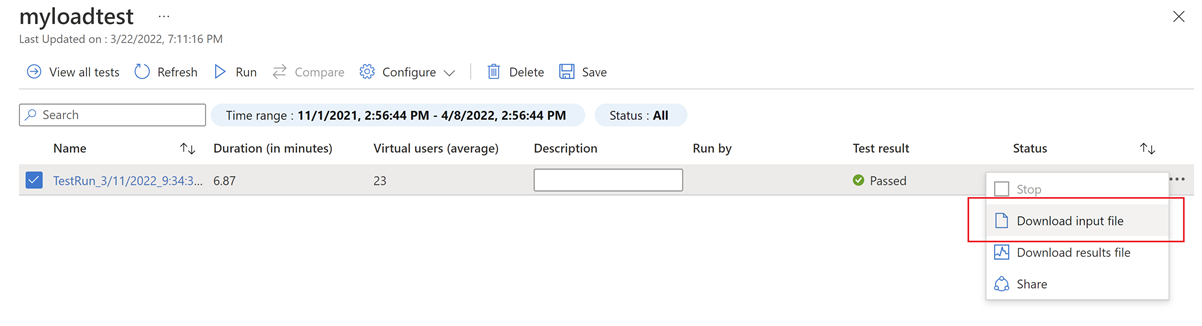 myloadtest ...
Last Updated on : 3/22/2022, 7:11:16 PM
View all tests Refresh Run Compare Configure Delete Save
Search Time range : 11/1/2021, 2:56:44 PM - 4/8/2022, 2:56:44 PM Status : All
Name Duration (in minutes) Virtual users (average) Description Run by Test result Status
TestRun_3/11/2022_9:34:3... 6.87 23 Passed ...
Stop
Download input file
Download results file
Share